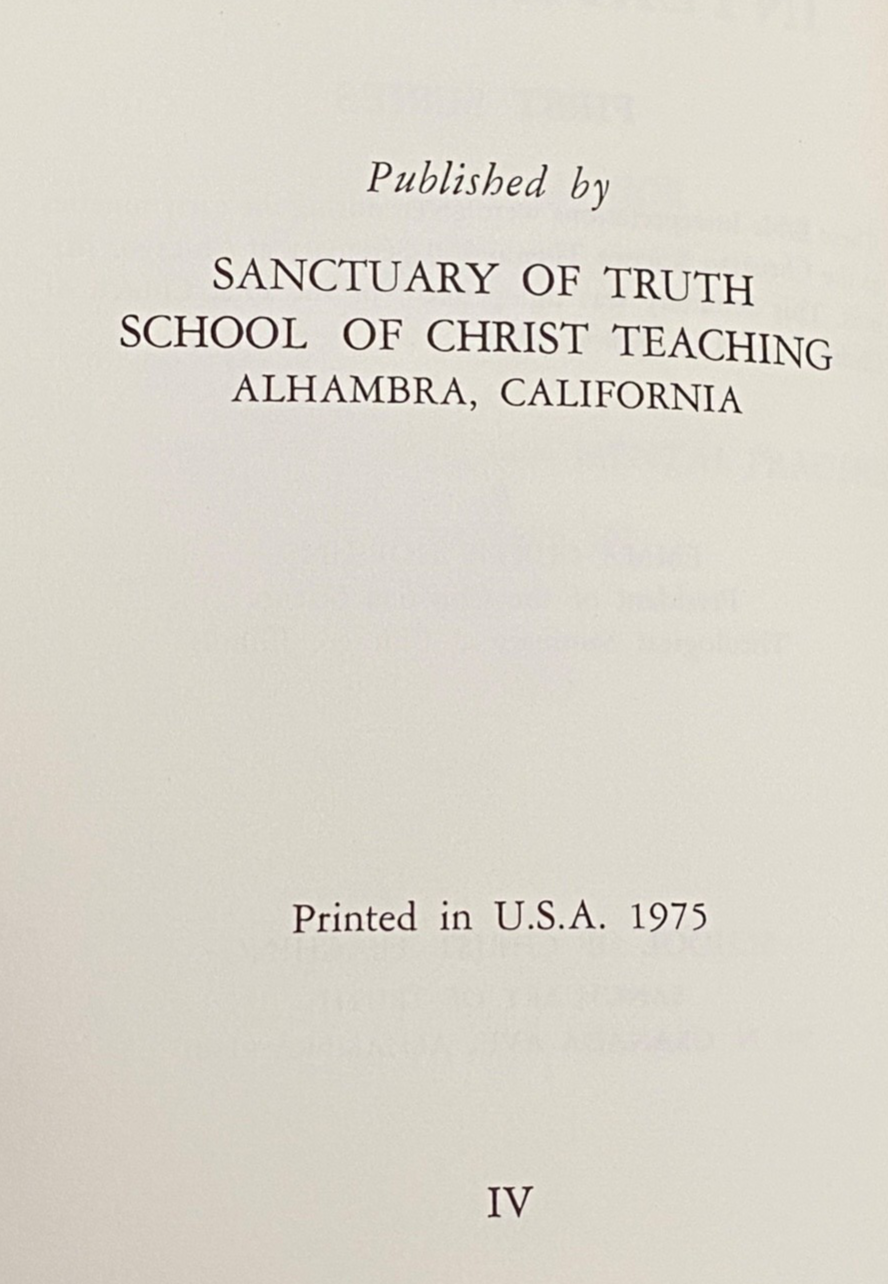 Published by
SANCTUARY OF TRUTH
SCHOOL OF CHRIST TEACHING
ALHAMBRA, CALIFORNIA
Printed in U.S.A. 1975
IV